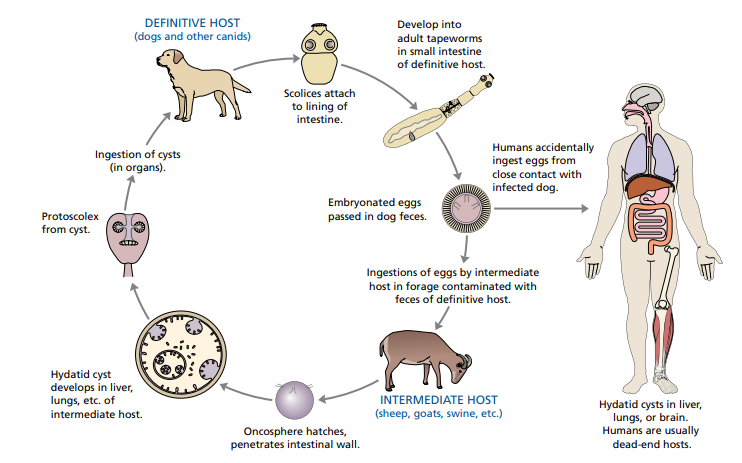 DEFINITIVE HOST
(dogs and other canids)
Scolices attach
to lining of
intestine.
Develop into
adult tapeworms
in small intestine
of definitive host.
Humans accidentally
ingest eggs from
close contact with
infected dog.
Embryonated eggs
passed in dog feces.
Ingestions of eggs by intermediate
host in forage contaminated with
feces of definitive host.
INTERMEDIATE HOST
(sheep, goats, swine, etc.)
Oncosphere hatches,
penetrates intestinal wall.
Hydatid cyst
develops in liver,
lungs, etc. of
intermediate host.
Protoscolex
from cyst.
Ingestion of cysts
(in organs).
Hydatid cysts in liver,
lungs, or brain.
Humans are usually
dead-end hosts.